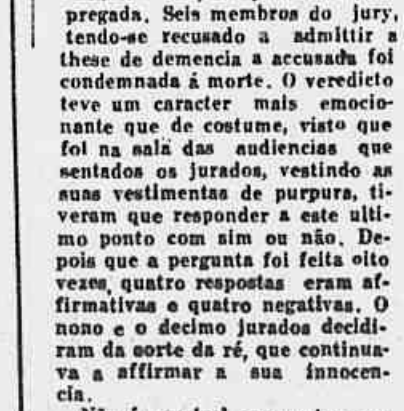 pregada. Seis membros do jury,
tendo-se recusado a admittir a
these de demencia a accusada foi
condemnada á morte. O veredicto
teve um caracter mais emocio-
nante que de costume, visto que
foi na sala das audiencias que
sentados os jurados, vestindo as
suas vestimentas de purpura, ti-
veram que responder a este ulti-
mo ponto com sim ou não. De-
pois que a pergunta foi feita oito
vezes, quatro respostas eram af-
firmativas e quatro negativas. O
nono e o decimo jurados decidi-
ram da sorte da ré, que continua-
va a affirmar a sua innocen-
cia.